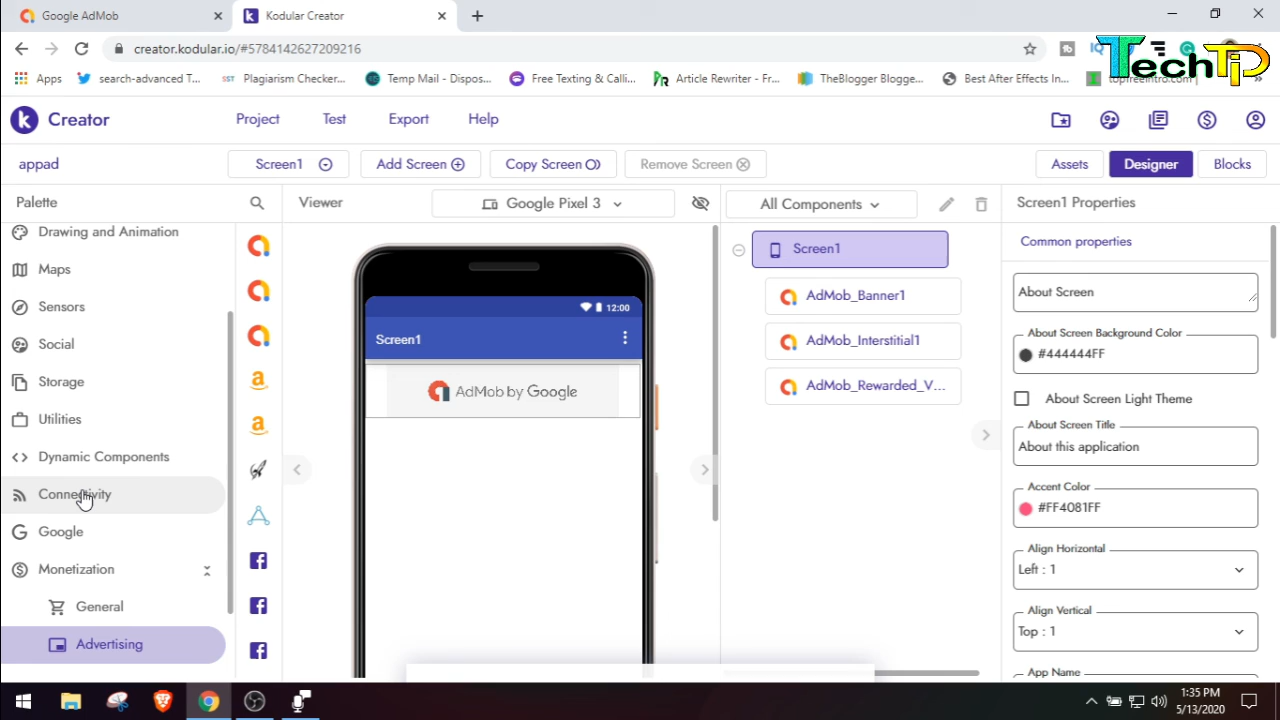 Google AdMob
Kodular Creator
creator.kodular.io/#5784142627209216
Apps
search-advanced T...
SST Plagiarism Checker...
Temp Mail - Dispos...
Free Texting & Calli...
Article Rewriter - Fr...
TheBlogger Blogge...
Best After Effects In...
topfreeintro.com
TechTip
Creator
Project
Test
Export
Help
appad
Screen1
Add Screen
Copy Screen
Remove Screen
Assets
Designer
Blocks
Palette
Viewer
Google Pixel 3
All Components
Screen1 Properties
Drawing and Animation
Maps
Sensors
Social
Storage
Utilities
Dynamic Components
Connectivity
Google
Monetization
General
Advertising
12:00
Screen1
AdMob by Google
Screen1
AdMob_Banner1
AdMob_Interstitial1
AdMob_Rewarded_V...
Common properties
About Screen
About Screen Background Color
#444444FF
About Screen Light Theme
About Screen Title
About this application
Accent Color
#FF4081FF
Align Horizontal
Left : 1
Align Vertical
Top : 1
App Name
1:35 PM
5/13/2020